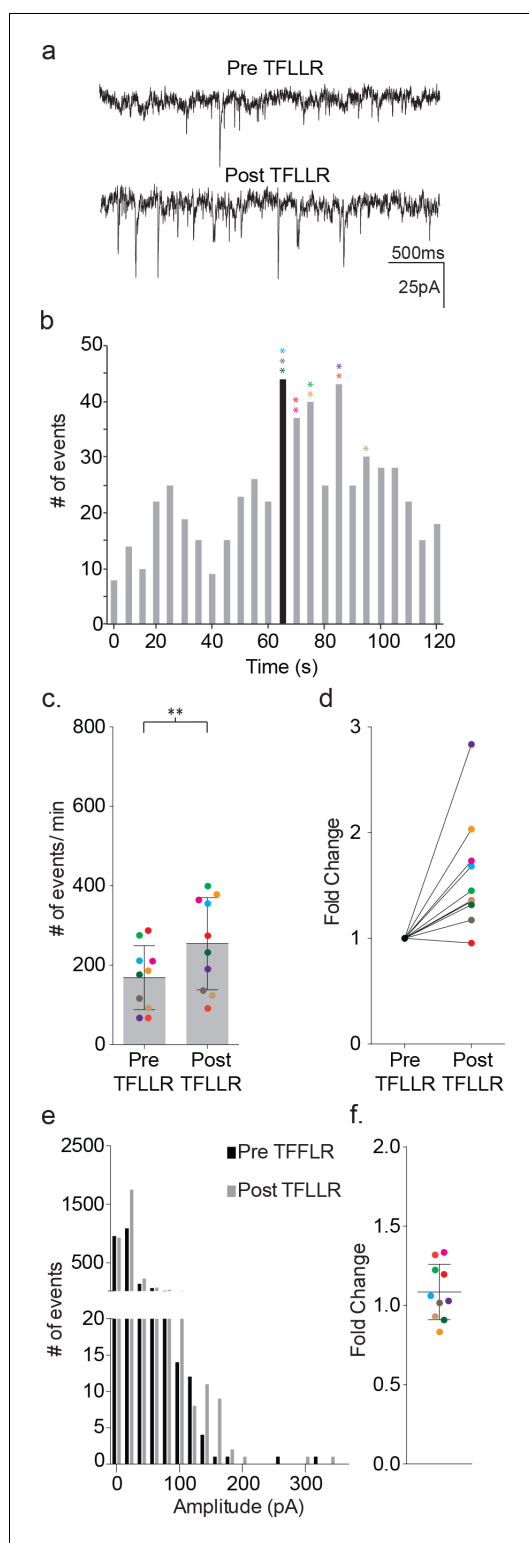 a
Pre TFLLR
Post TFLLR
500ms
25pA
b
50
40
30
20
10
0
# of events
* * * * * * * * * *
0 20 40 60 80 100 120
Time (s)
c.
**
800
600
400
200
0
# of events/ min
Pre TFLLR
Post TFLLR
d
3
2
1
0
Fold Change
Pre TFLLR
Post TFLLR
e
2500
1500
500
20
15
10
5
0
# of events
Pre TFFLR
Post TFLLR
0 100 200 300
Amplitude (pA)
f.
2.0
1.5
1.0
0.5
0.0
Fold Change